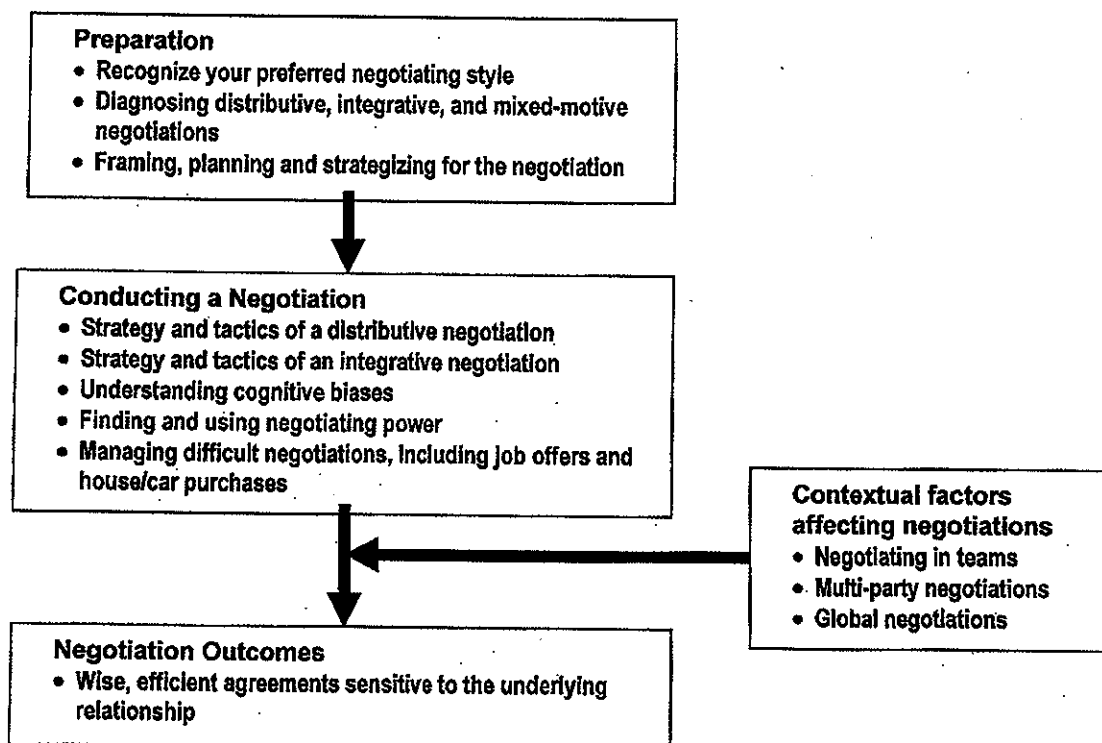 Preparation
• Recognize your preferred negotiating style
• Diagnosing distributive, integrative, and mixed-motive
negotiations
• Framing, planning and strategizing for the negotiation
Conducting a Negotiation
• Strategy and tactics of a distributive negotiation
• Strategy and tactics of an integrative negotiation
• Understanding cognitive biases
• Finding and using negotiating power
• Managing difficult negotiations, including job offers and
house/car purchases
Contextual factors
affecting negotiations
• Negotiating in teams
• Multi-party negotiations
• Global negotiations
Negotiation Outcomes
• Wise, efficient agreements sensitive to the underlying
relationship